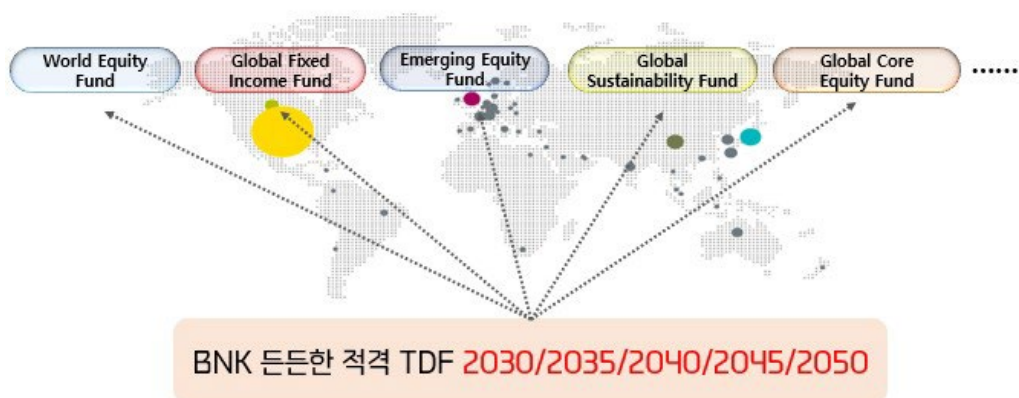 World Equity
Fund
Global Fixed
Income Fund
Emerging Equity
Fund
Global
Sustainability Fund
Global Core
Equity Fund
······
BNK 든든한 적격 TDF 2030/2035/2040/2045/2050